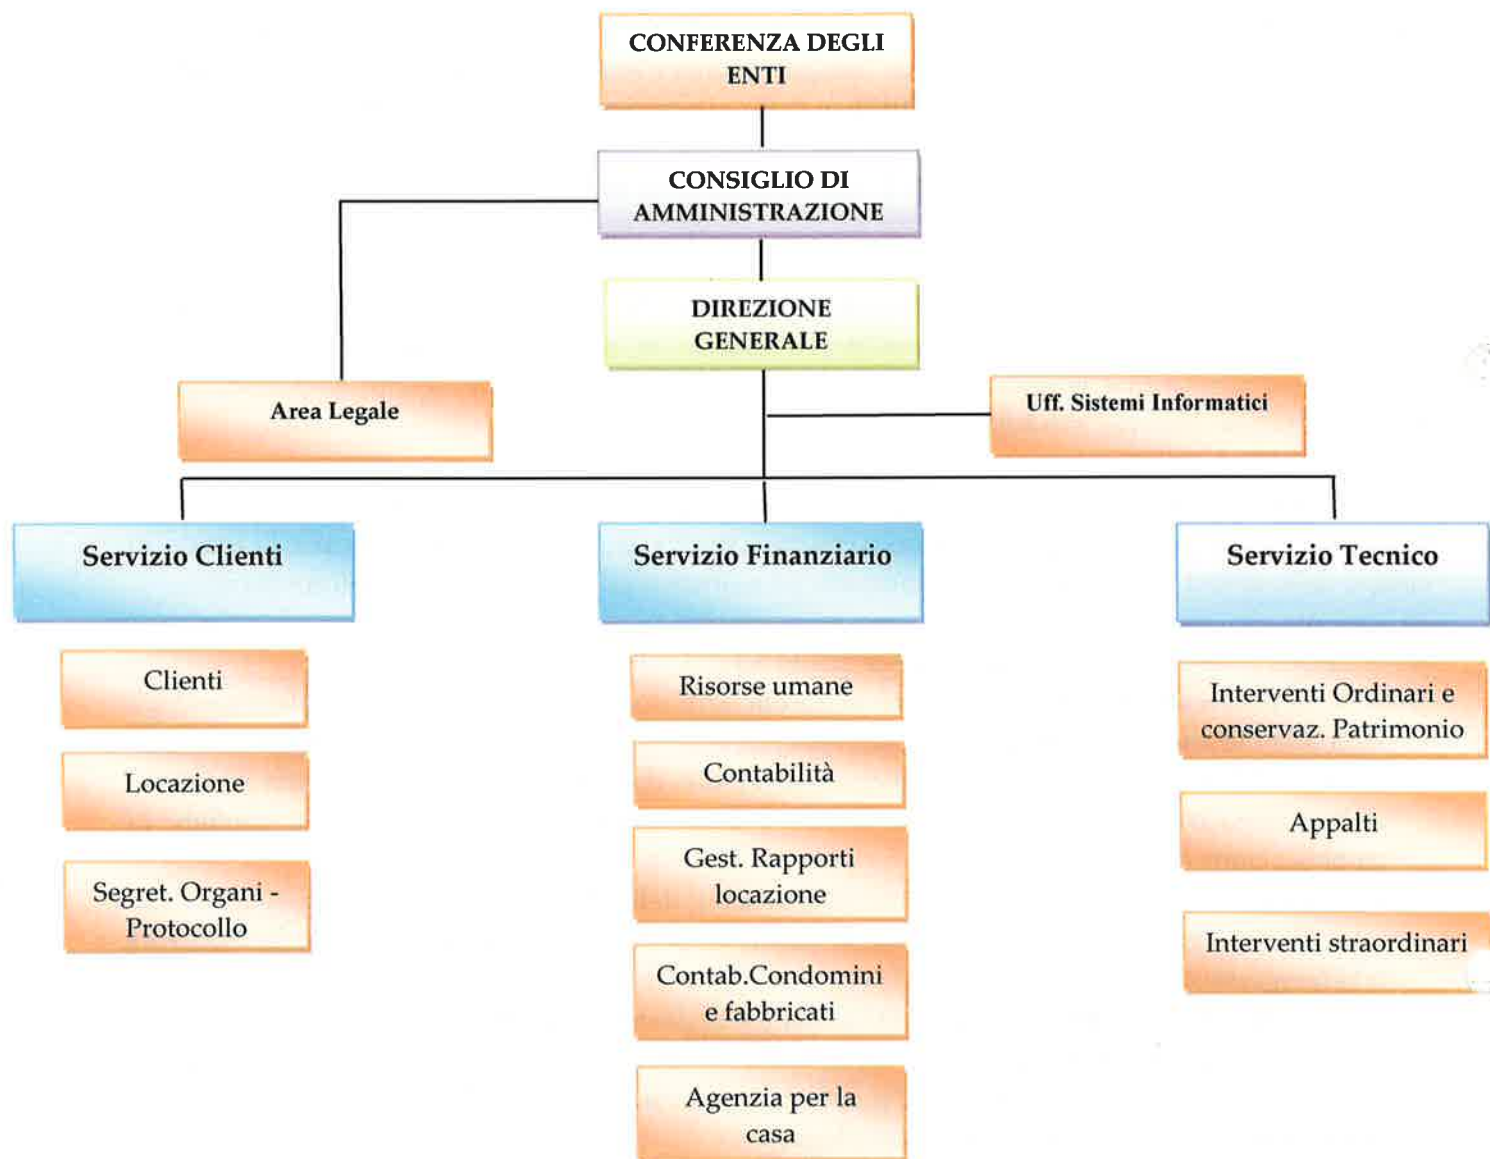 CONFERENZA DEGLI
ENTI
CONSIGLIO DI
AMMINISTRAZIONE
DIREZIONE
GENERALE
Area Legale
Uff. Sistemi Informatici
Servizio Clienti
Servizio Finanziario
Servizio Tecnico
Clienti
Locazione
Segret. Organi -
Protocollo
Risorse umane
Contabilità
Gest. Rapporti
locazione
Contab.Condomini
e fabbricati
Agenzia per la
casa
Interventi Ordinari e
conservaz. Patrimonio
Appalti
Interventi straordinari